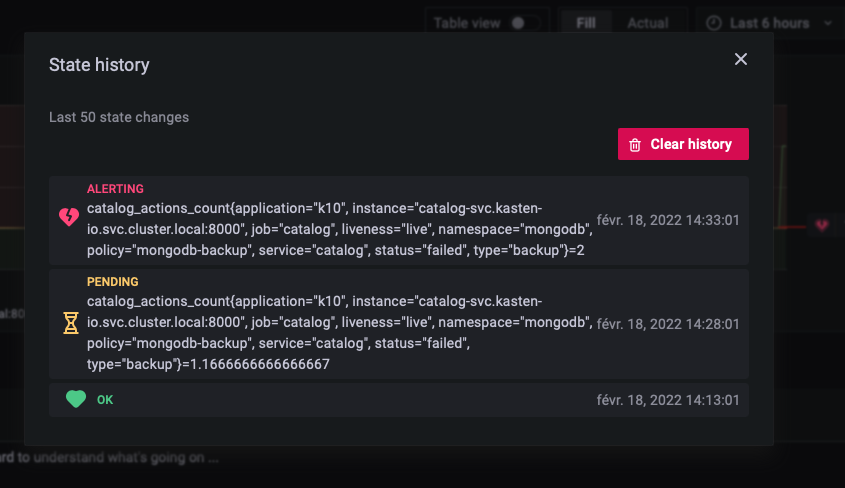 Table view
Fill
Actual
Last 6 hours
State history
Last 50 state changes
Clear history
ALERTING
catalog_actions_count{application="k10", instance="catalog-svc.kasten-
io.svc.cluster.local:8000", job="catalog", liveness="live", namespace="mongodb",
policy="mongodb-backup", service="catalog", status="failed", type="backup"}=2
févr. 18, 2022 14:33:01
PENDING
catalog_actions_count{application="k10", instance="catalog-svc.kasten-
io.svc.cluster.local:8000", job="catalog", liveness="live", namespace="mongodb",
policy="mongodb-backup", service="catalog", status="failed",
type="backup"}=1.1666666666666667
févr. 18, 2022 14:28:01
OK
févr. 18, 2022 14:13:01
to understand what's going on ...